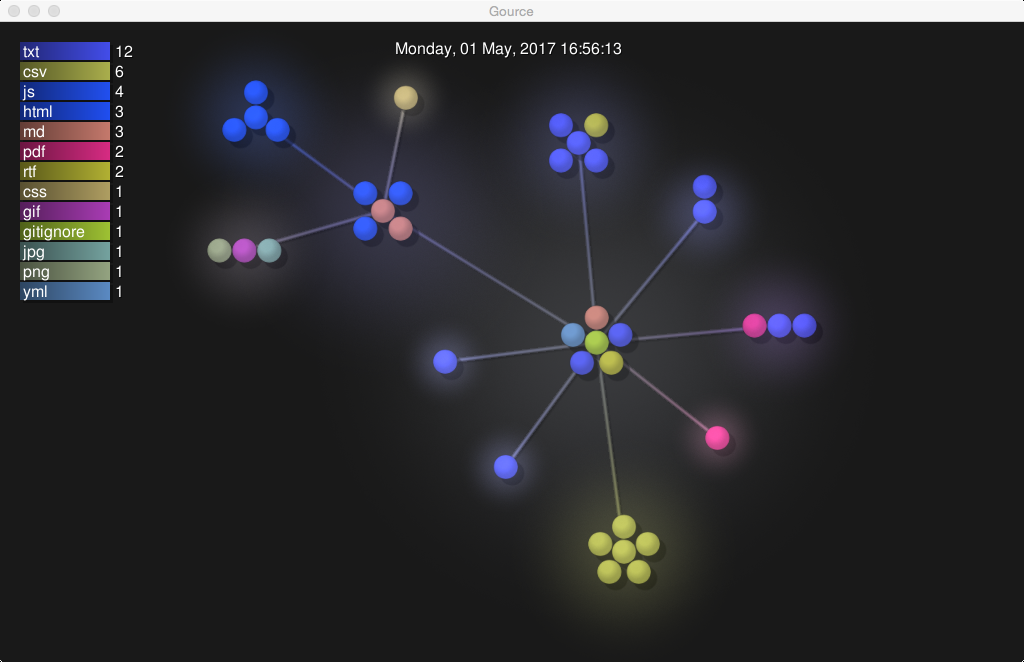 Gource
Monday, 01 May, 2017 16:56:13
txt 12
csv 6
js 4
html 3
md 3
pdf 2
rtf 2
css 1
gif 1
gitignore 1
jpg 1
png 1
yml 1